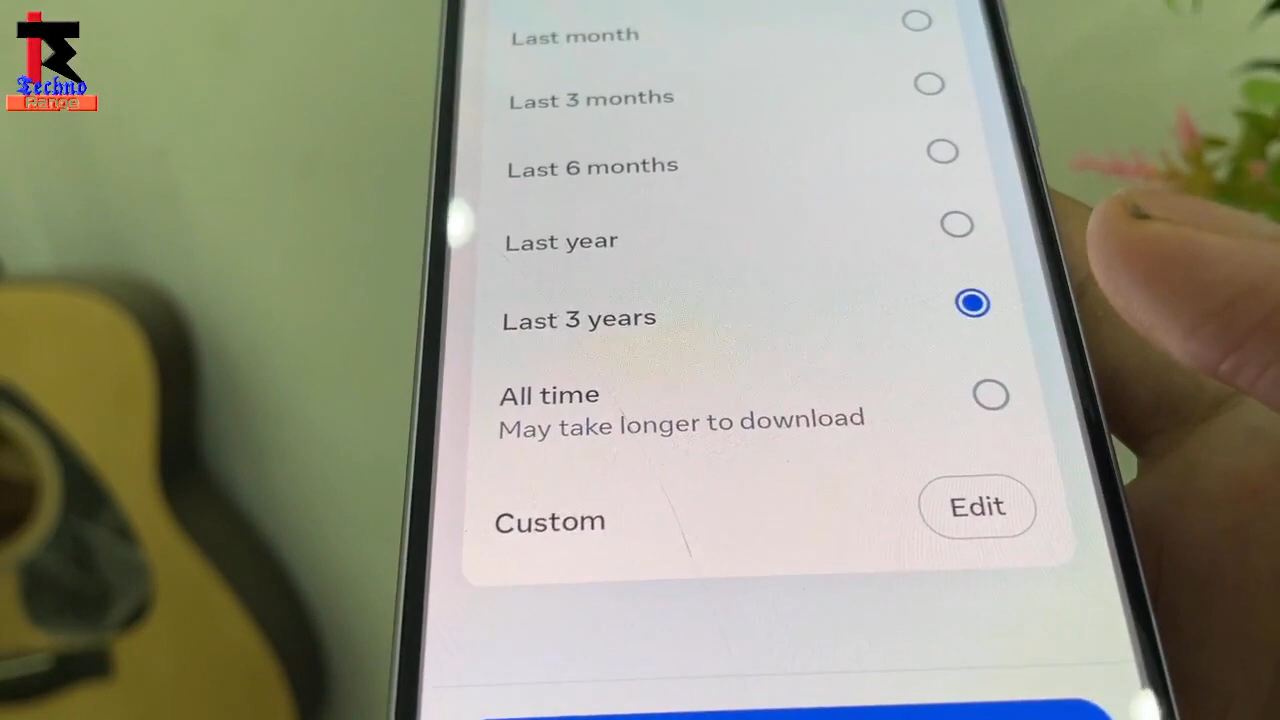 Techno
Range
Last month
Last 3 months
Last 6 months
Last year
Last 3 years
All time
May take longer to download
Custom
Edit